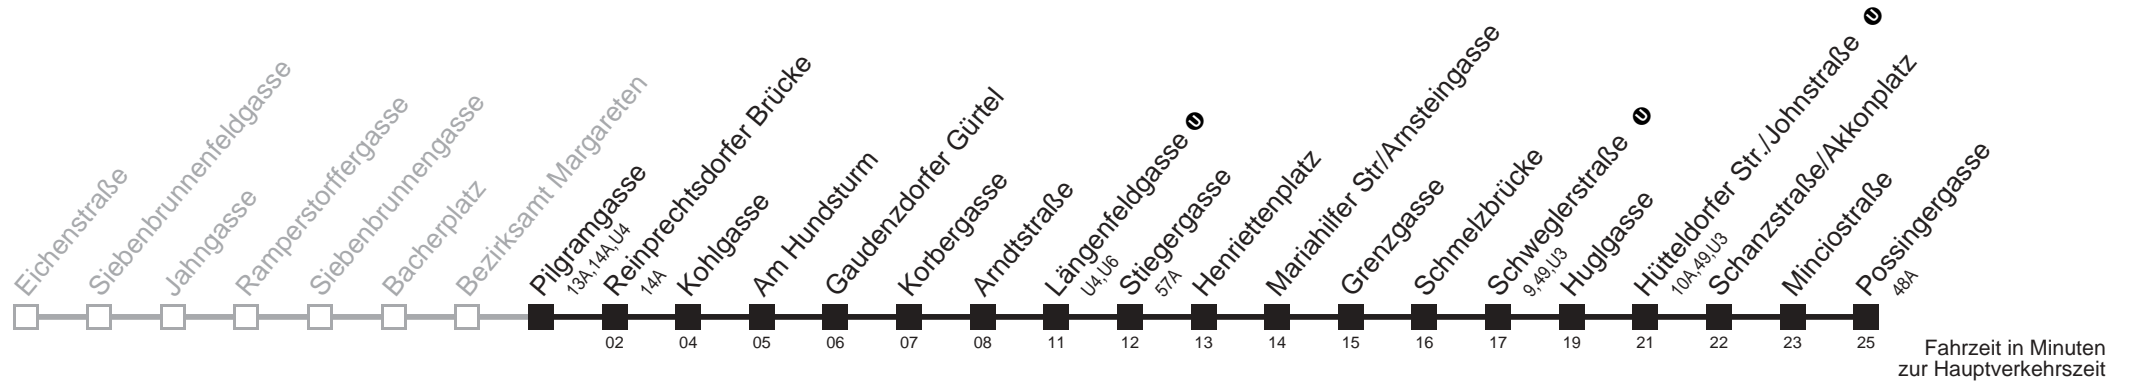 Eichenstraße
Siebenbrunnenfeldgasse
Jahngasse
Ramperstoffergasse
Siebenbrunnengasse
Bacherplatz
Bezirksamt Margareten
Pilgramgasse
13A,14A,U4
Reinprechtsdorfer Brücke
14A
Kohlgasse
Am Hundsturm
Gaudenzdorfer Gürtel
Korbergasse
Arndtstraße
Längenfeldgasse U
U4,U6
Stiegergasse
57A
Henriettenplatz
Mariahilfer Str/Arnsteingasse
Grenzgasse
Schmelzbrücke
Schweglerstraße U
9,49,U3
Huglgasse
Hütteldorfer Str./Johnstraße U
10A,49,U3
Schanzstraße/Akkonplatz
Minciostraße
Possingergasse
48A
02 04 05 06 07 08 11 12 13 14 15 16 17 19 21 22 23 25
Fahrzeit in Minuten
zur Hauptverkehrszeit